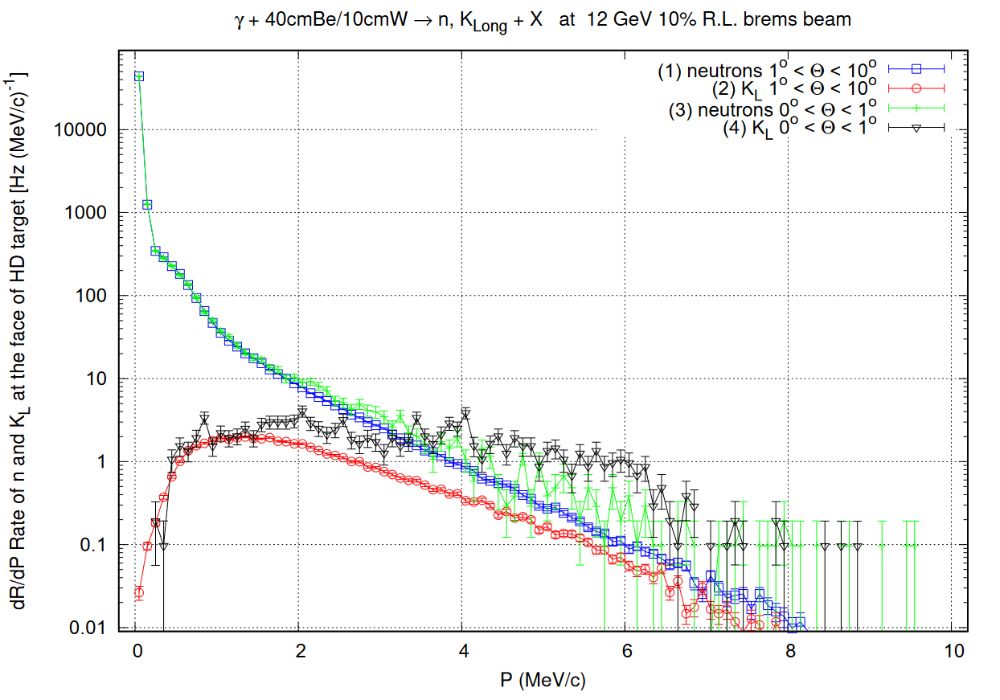 γ + 40cmBe/10cmW → n, K_Long + X at 12 GeV 10% R.L. brems beam
dR/dP Rate of n and K_L at the face of HD target [Hz (MeV/c)^-1]
(1) neutrons 1^o < Θ < 10^o
(2) K_L 1^o < Θ < 10^o
(3) neutrons 0^o < Θ < 1^o
(4) K_L 0^o < Θ < 1^o
10000
1000
100
10
1
0.1
0.01
0 2 4 6 8 10
P (MeV/c)